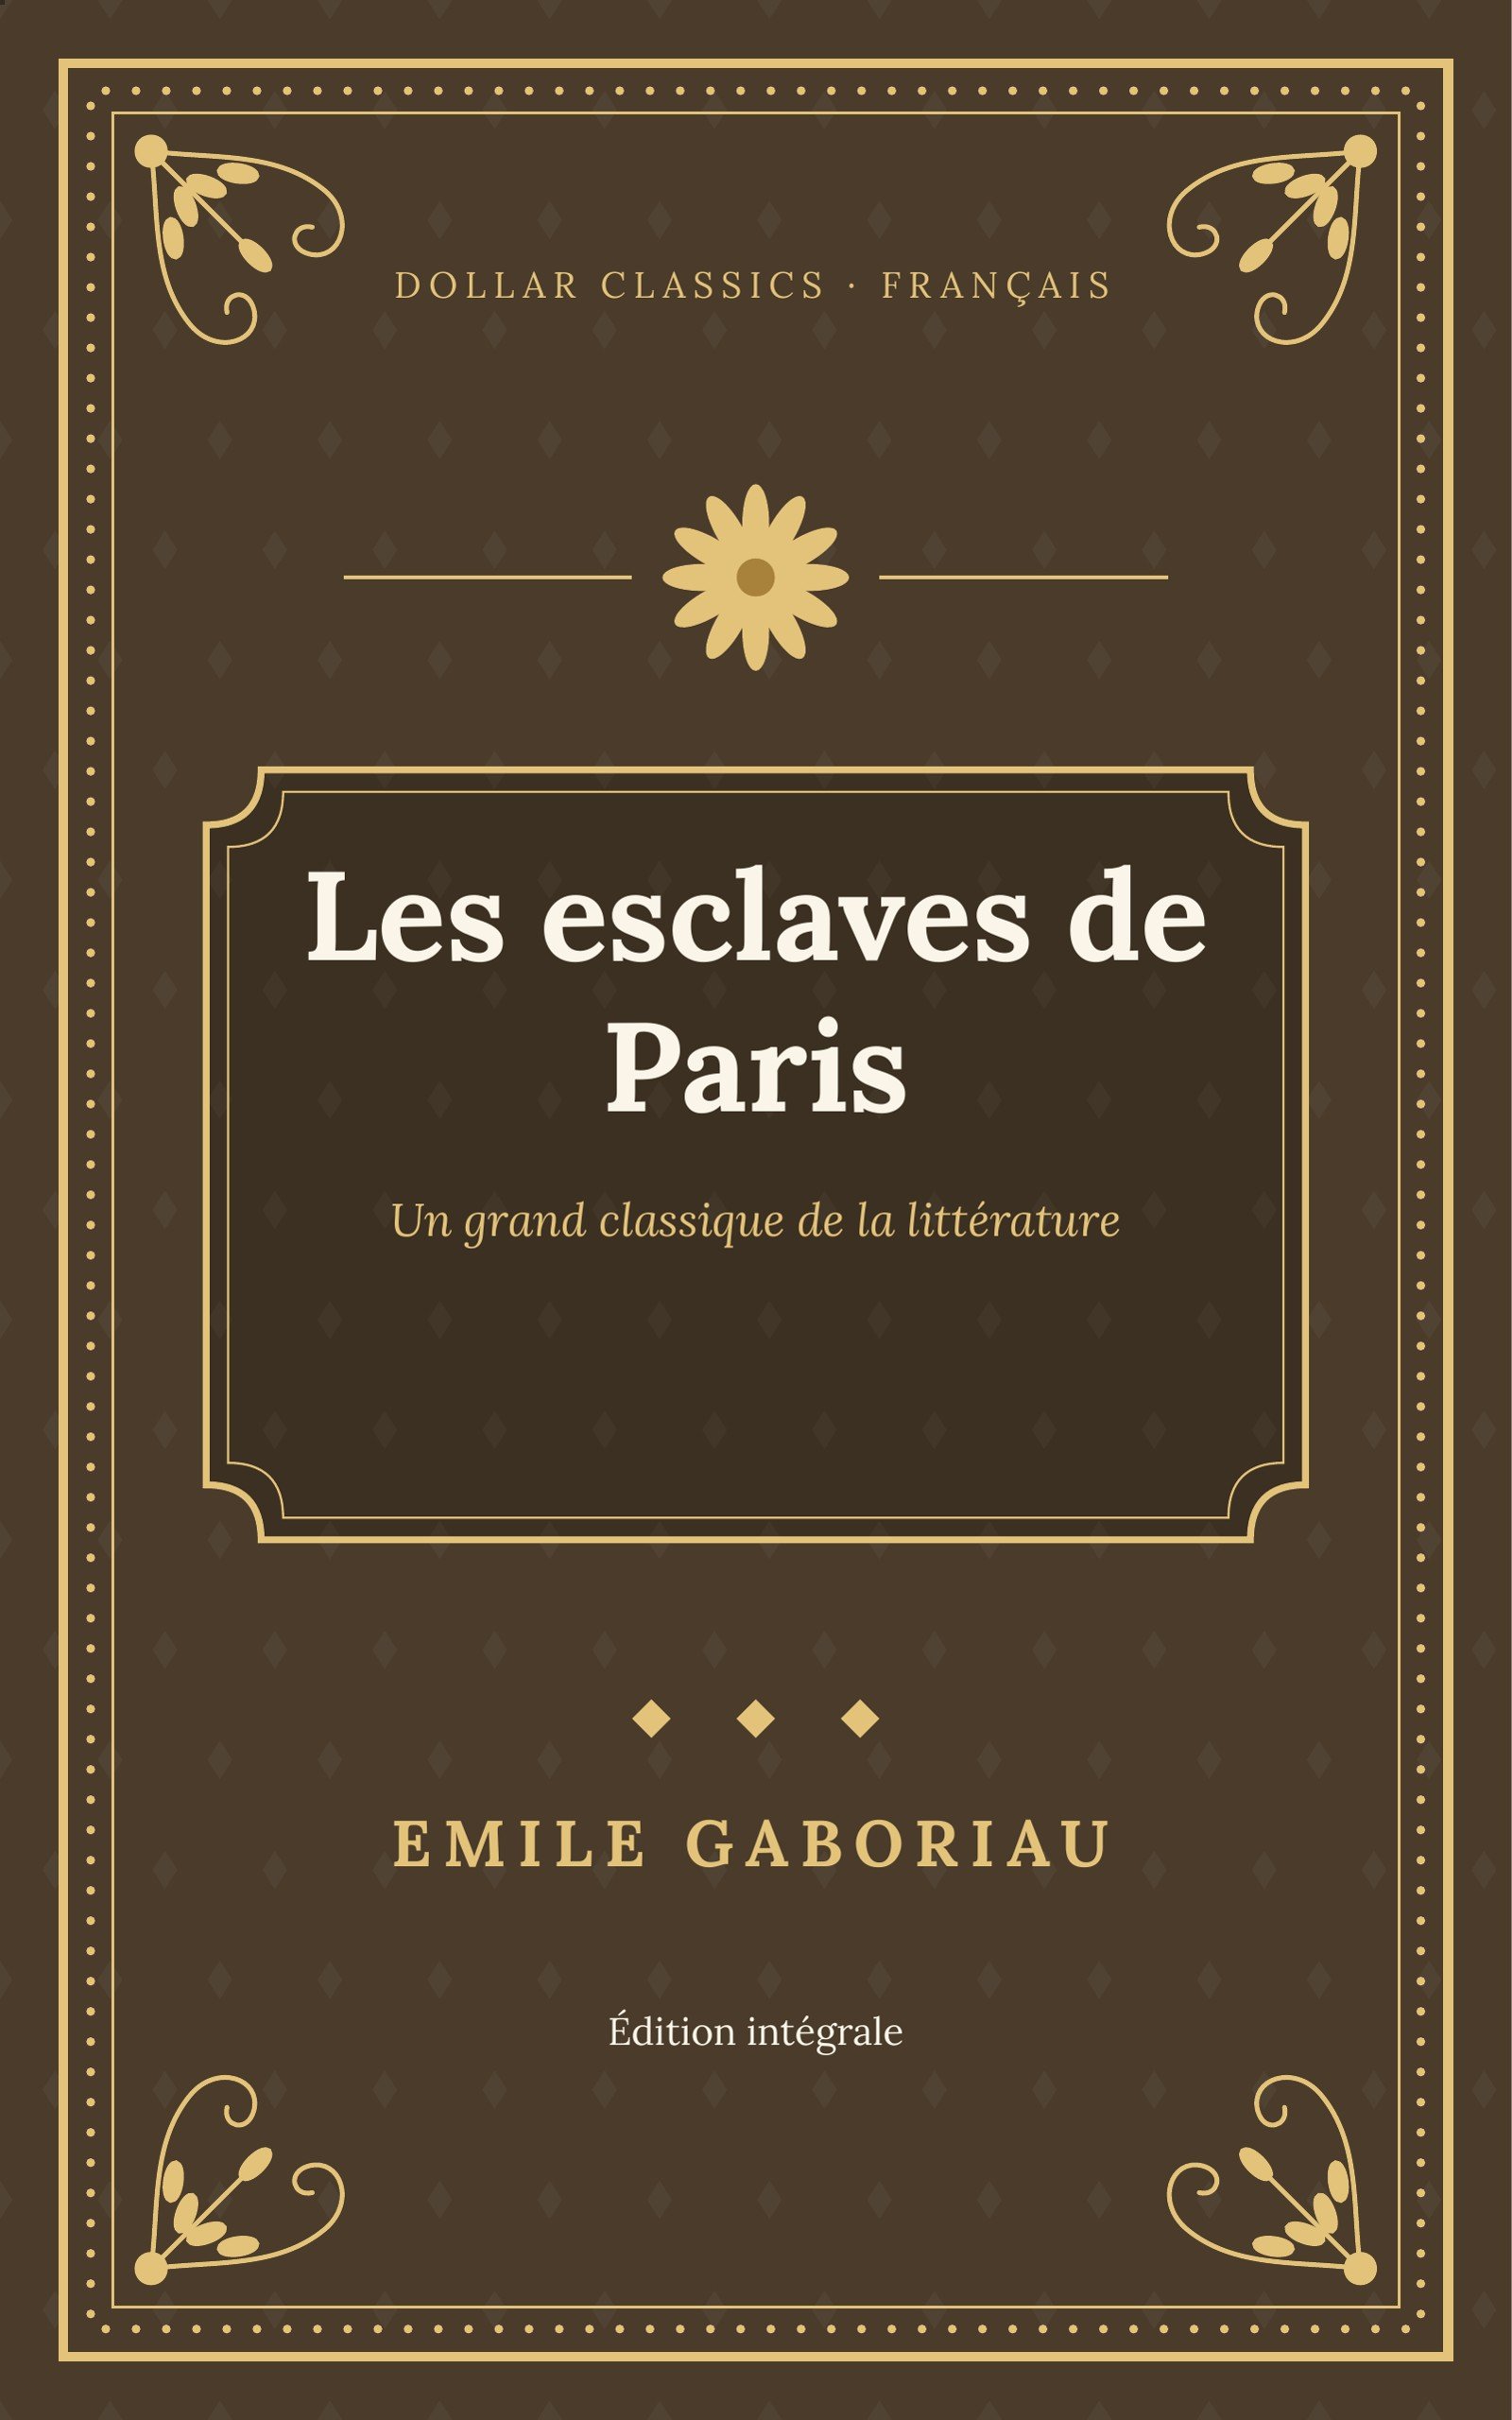 DOLLAR CLASSICS · FRANÇAIS
Les esclaves de
Paris
Un grand classique de la littérature
EMILE GABORIAU
Édition intégrale